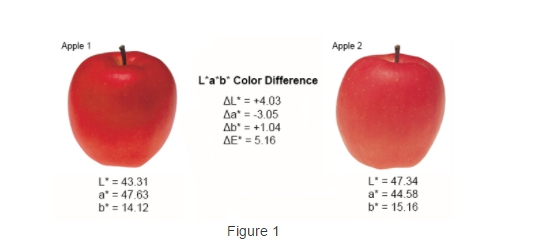 Apple 1
L* = 43.31
a* = 47.63
b* = 14.12
L*a*b* Color Difference
ΔL* = +4.03
Δa* = -3.05
Δb* = +1.04
ΔE* = 5.16
Apple 2
L* = 47.34
a* = 44.58
b* = 15.16
Figure 1